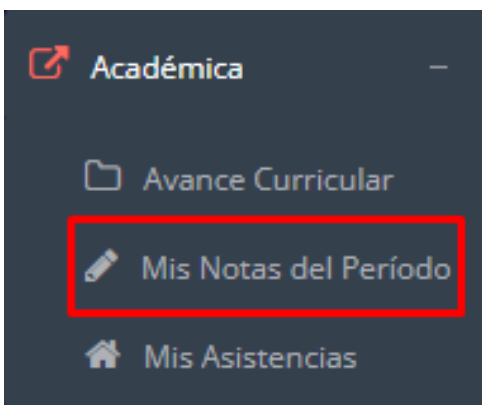 Académica
Avance Curricular
Mis Notas del Período
Mis Asistencias